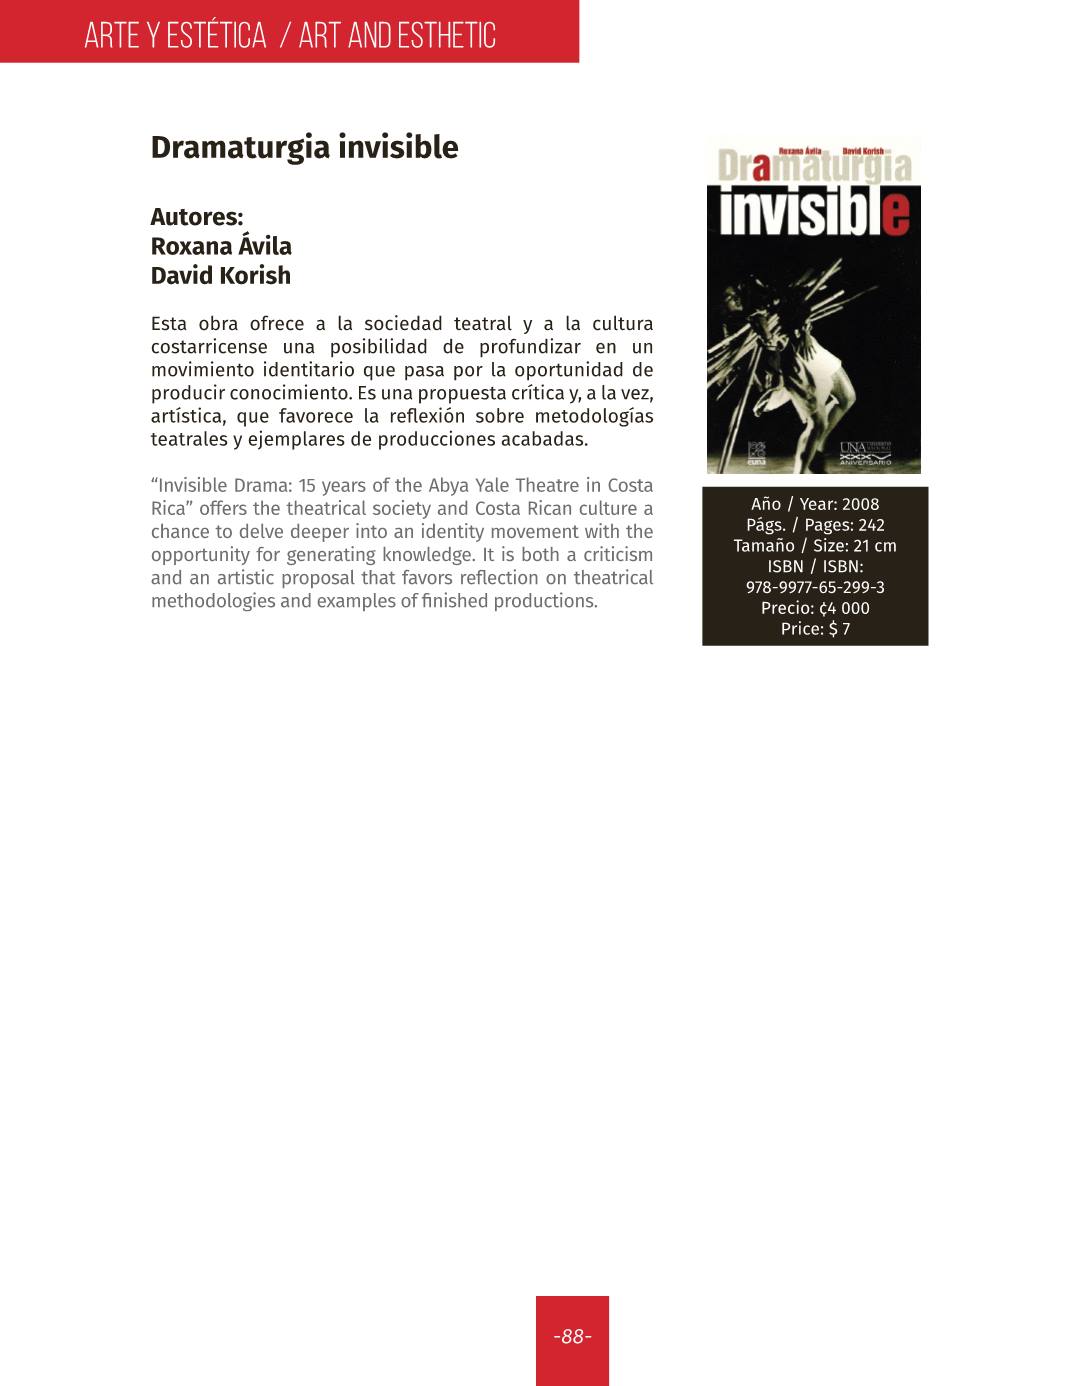 ARTE Y ESTÉTICA / ART AND ESTHETIC
Dramaturgia invisible
Autores:
Roxana Ávila
David Korish
Esta obra ofrece a la sociedad teatral y a la cultura
costarricense una posibilidad de profundizar en un
movimiento identitario que pasa por la oportunidad de
producir conocimiento. Es una propuesta crítica y, a la vez,
artística, que favorece la reflexión sobre metodologías
teatrales y ejemplares de producciones acabadas.
“Invisible Drama: 15 years of the Abya Yale Theatre in Costa
Rica” offers the theatrical society and Costa Rican culture a
chance to delve deeper into an identity movement with the
opportunity for generating knowledge. It is both a criticism
and an artistic proposal that favors reflection on theatrical
methodologies and examples of finished productions.
Roxana Ávila David Korish
Dramaturgia
invisible
euna
UNA
XXXV
ANIVERSARIO
Año / Year: 2008
Págs. / Pages: 242
Tamaño / Size: 21 cm
ISBN / ISBN:
978-9977-65-299-3
Precio: ¢4 000
Price: $ 7
-88-